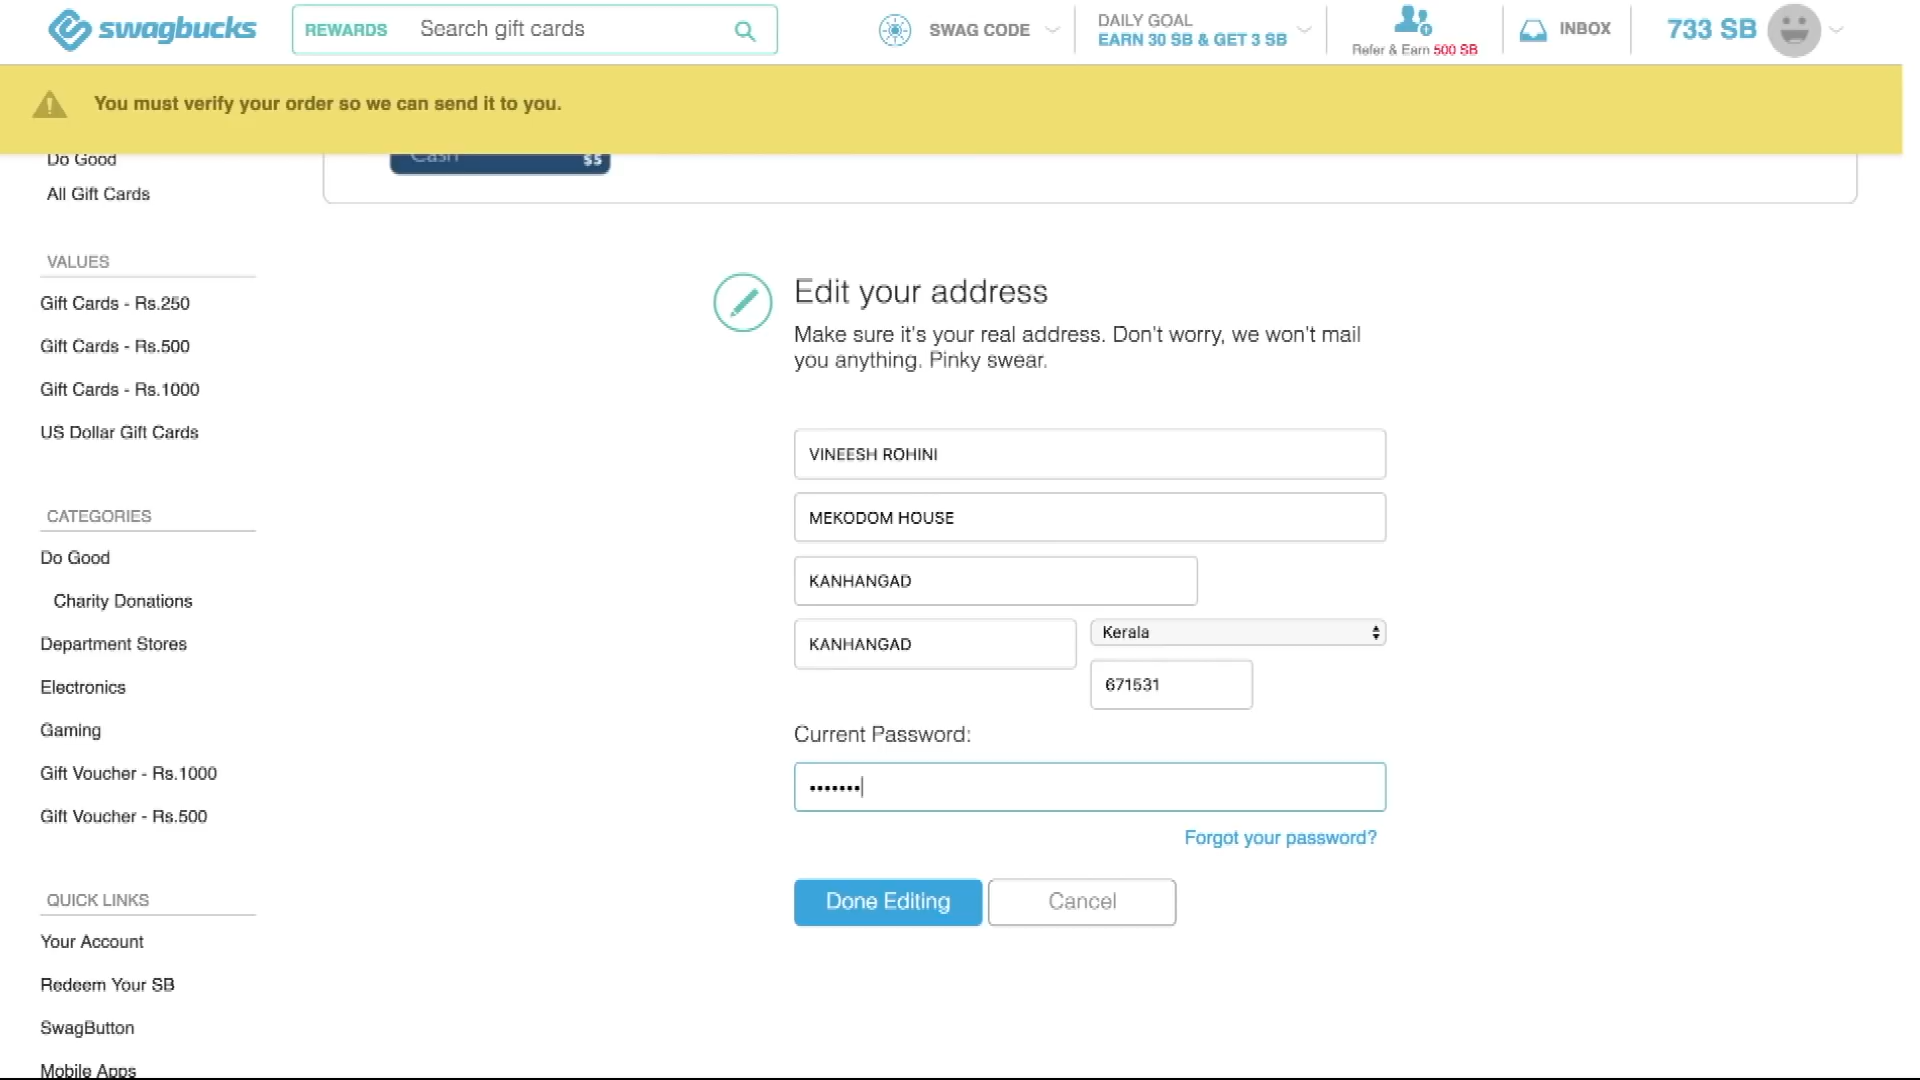 swagbucks
REWARDS Search gift cards
SWAG CODE
DAILY GOAL
EARN 30 SB & GET 3 SB
Refer & Earn 500 SB
INBOX
733 SB
You must verify your order so we can send it to you.
Do Good
Cash $5
All Gift Cards
VALUES
Gift Cards - Rs.250
Gift Cards - Rs.500
Gift Cards - Rs.1000
US Dollar Gift Cards
CATEGORIES
Do Good
Charity Donations
Department Stores
Electronics
Gaming
Gift Voucher - Rs.1000
Gift Voucher - Rs.500
QUICK LINKS
Your Account
Redeem Your SB
SwagButton
Mobile Apps
Edit your address
Make sure it's your real address. Don't worry, we won't mail
you anything. Pinky swear.
VINEESH ROHINI
MEKODOM HOUSE
KANHANGAD
KANHANGAD
Kerala
671531
Current Password:
•••••••
Forgot your password?
Done Editing
Cancel